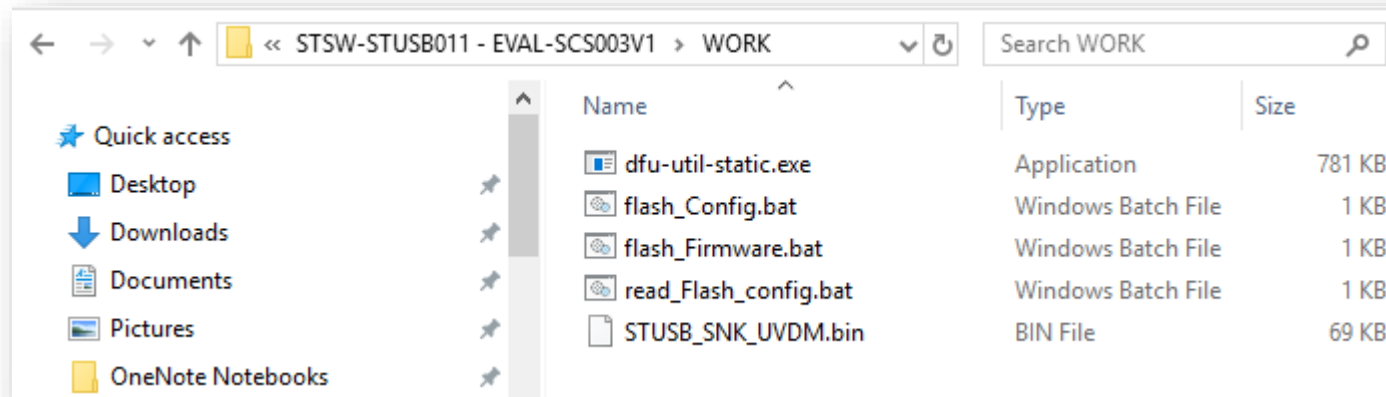 « STSW-STUSB011 - EVAL-SCS003V1 › WORK
Search WORK
Quick access
Desktop
Downloads
Documents
Pictures
OneNote Notebooks
Name Type Size
dfu-util-static.exe Application 781 KB
flash_Config.bat Windows Batch File 1 KB
flash_Firmware.bat Windows Batch File 1 KB
read_Flash_config.bat Windows Batch File 1 KB
STUSB_SNK_UVDM.bin BIN File 69 KB